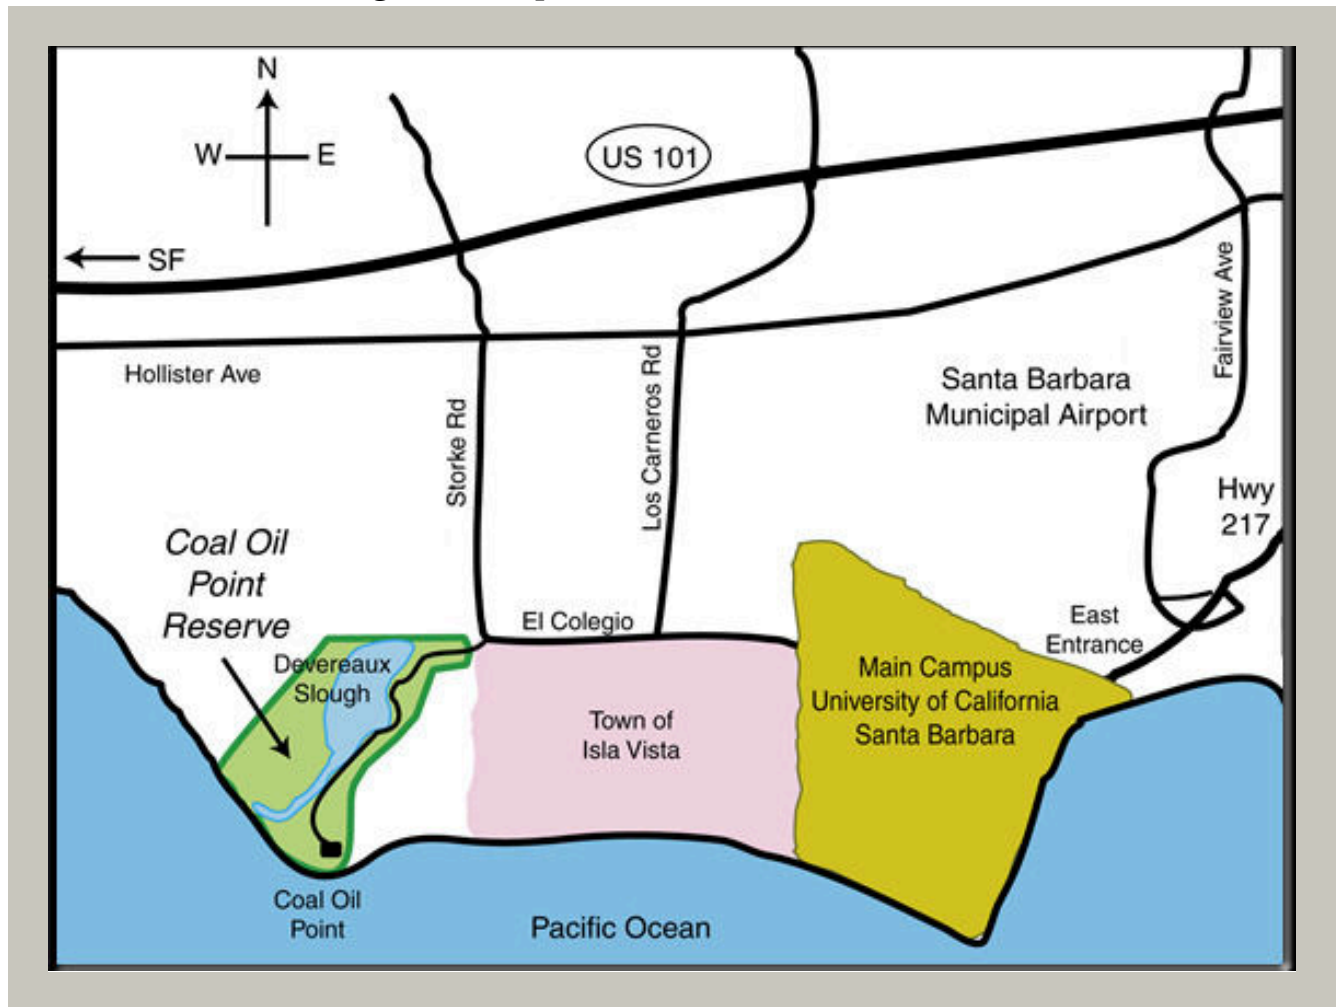 N
W
E
US 101
SF
Fairview Ave
Hollister Ave
Los Carneros Rd
Santa Barbara
Municipal Airport
Storke Rd
Hwy
217
Coal Oil
Point
Reserve
El Colegio
East
Entrance
Devereaux
Slough
Main Campus
University of California
Santa Barbara
Town of
Isla Vista
Coal Oil
Point
Pacific Ocean